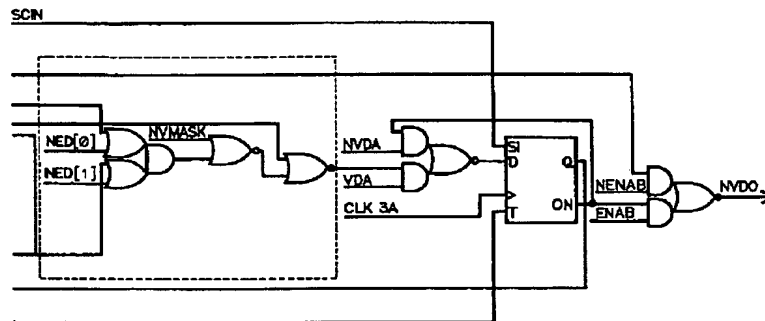 SCIN
NED[0]
NVMASK
NED[1]
NVDA
VDA
CLK 3A
SI
D
Q
ON
T
NENAB
ENAB
NVDO